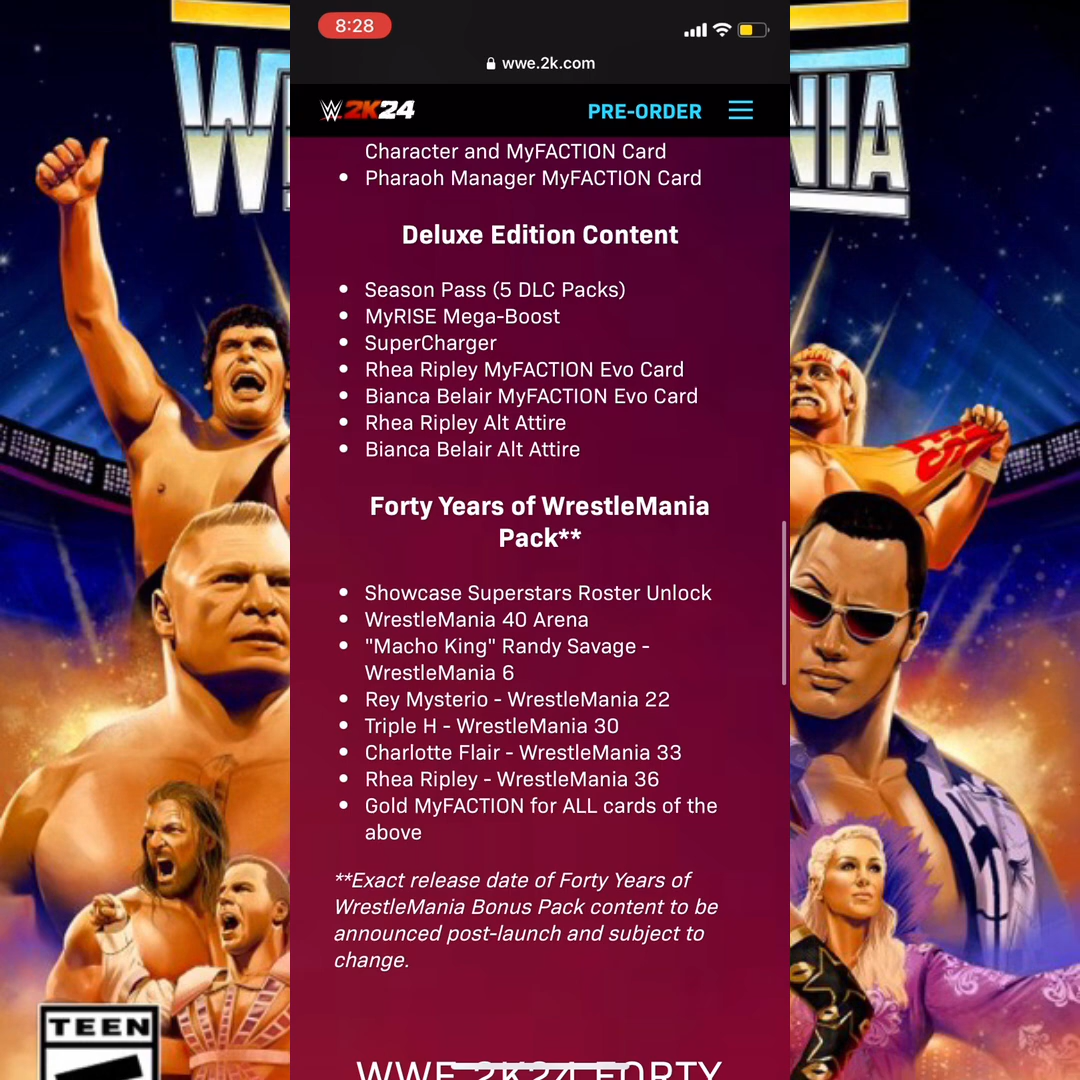 8:28
wwe.2k.com
W 2K24 PRE-ORDER
Character and MyFACTION Card
• Pharaoh Manager MyFACTION Card
Deluxe Edition Content
• Season Pass (5 DLC Packs)
• MyRISE Mega-Boost
• SuperCharger
• Rhea Ripley MyFACTION Evo Card
• Bianca Belair MyFACTION Evo Card
• Rhea Ripley Alt Attire
• Bianca Belair Alt Attire
Forty Years of WrestleMania
Pack**
• Showcase Superstars Roster Unlock
• WrestleMania 40 Arena
• "Macho King" Randy Savage -
WrestleMania 6
• Rey Mysterio - WrestleMania 22
• Triple H - WrestleMania 30
• Charlotte Flair - WrestleMania 33
• Rhea Ripley - WrestleMania 36
• Gold MyFACTION for ALL cards of the
above
**Exact release date of Forty Years of
WrestleMania Bonus Pack content to be
announced post-launch and subject to
change.
WWE 2K24 FORTY
NIA
TEEN